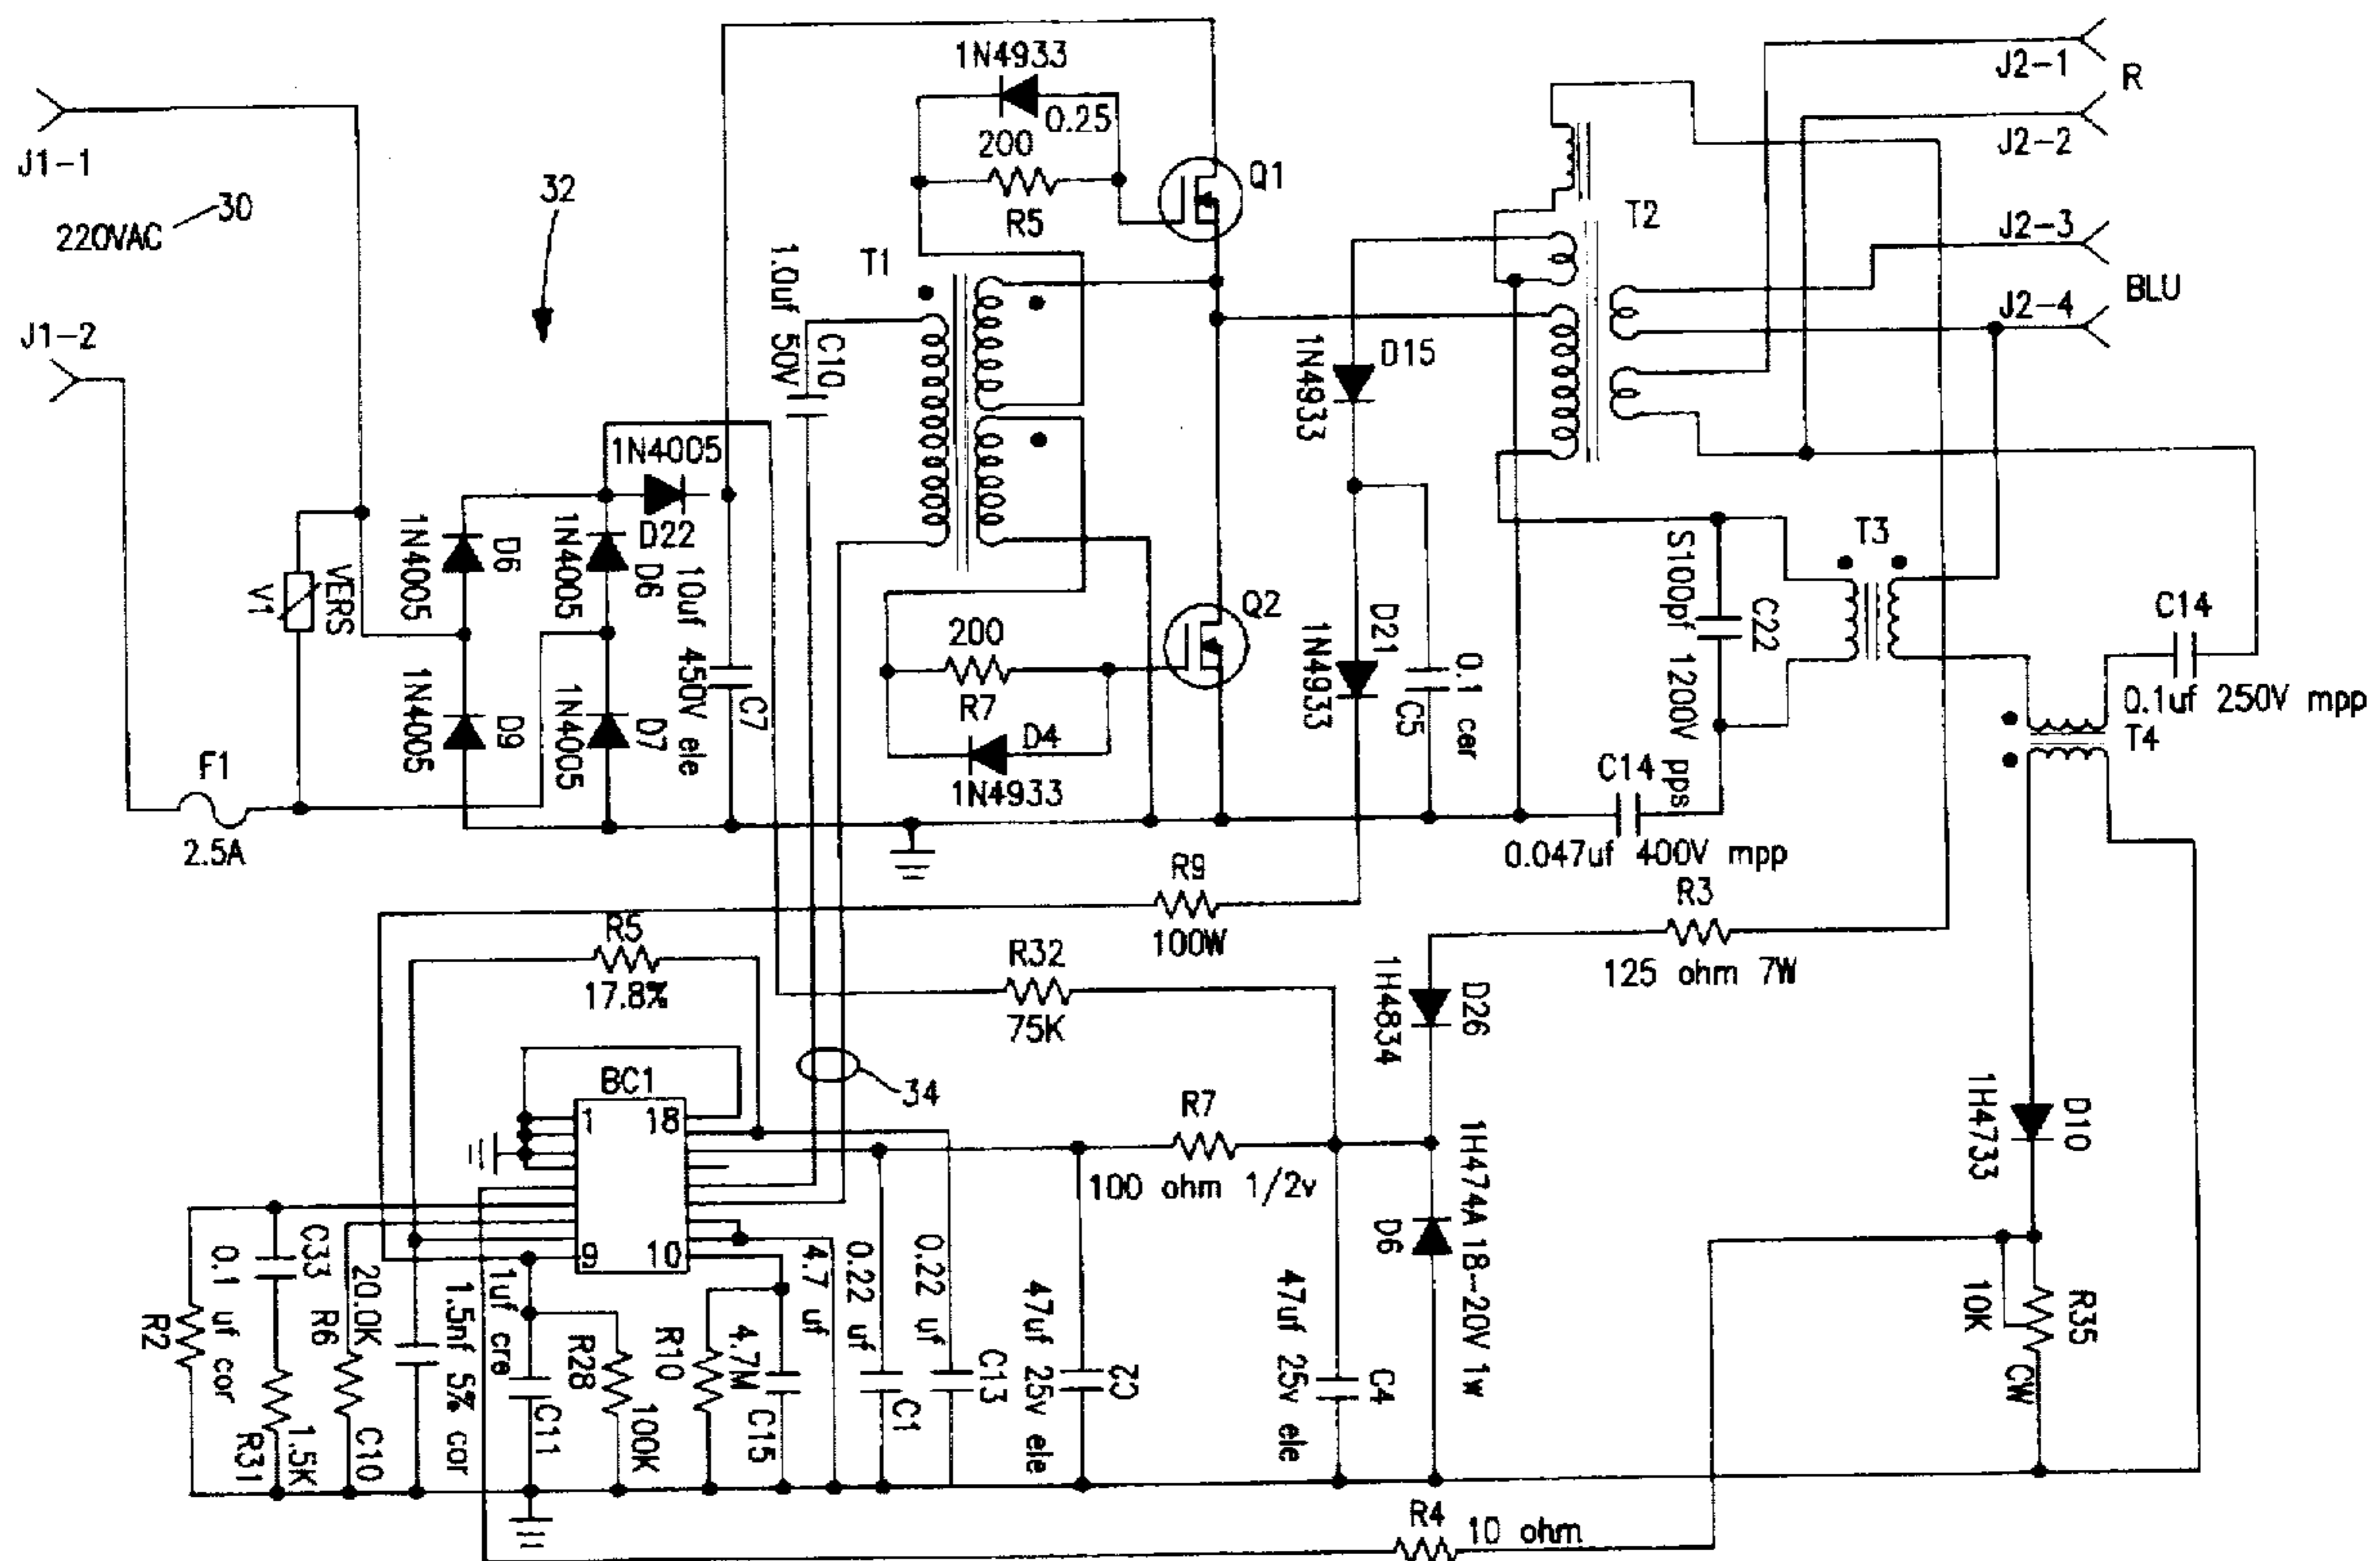 J1-1
220VAC
30
J1-2
32
F1
2.5A
VERS
V1
1N4005
D6
1N4005
D6
1N4005
D22
1N4005
D9
1N4005
D7
10uf 450V ele
C7
1.0uf 50V
C10
T1
1N4933
0.25
200
R5
Q1
200
R7
D4
1N4933
Q2
D15
1N4933
D21
1N4933
0.1 cer
C5
T2
J2-1
R
J2-2
J2-3
BLU
J2-4
T3
S100pf 1200V pps
C22
C14
0.047uf 400V mpp
C14
0.1uf 250V mpp
T4
R9
100W
R3
125 ohm 7W
R5
17.8%
R32
75K
34
BC1
1
18
9
10
R7
100 ohm 1/2v
D26
1H4834
1H474A 18-20V 1w
D6
D10
1H4733
R35
10K
CW
R2
0.1 uf cor
C33
R31
1.5K
20.0K
R6
C10
1.5nf 5% cor
1uf cre
C11
R28
100K
R10
4.7M
C15
4.7 uf
0.22 uf
C1
0.22 uf
C13
47uf 25v ele
47uf 25v ele
C4
R4
10 ohm